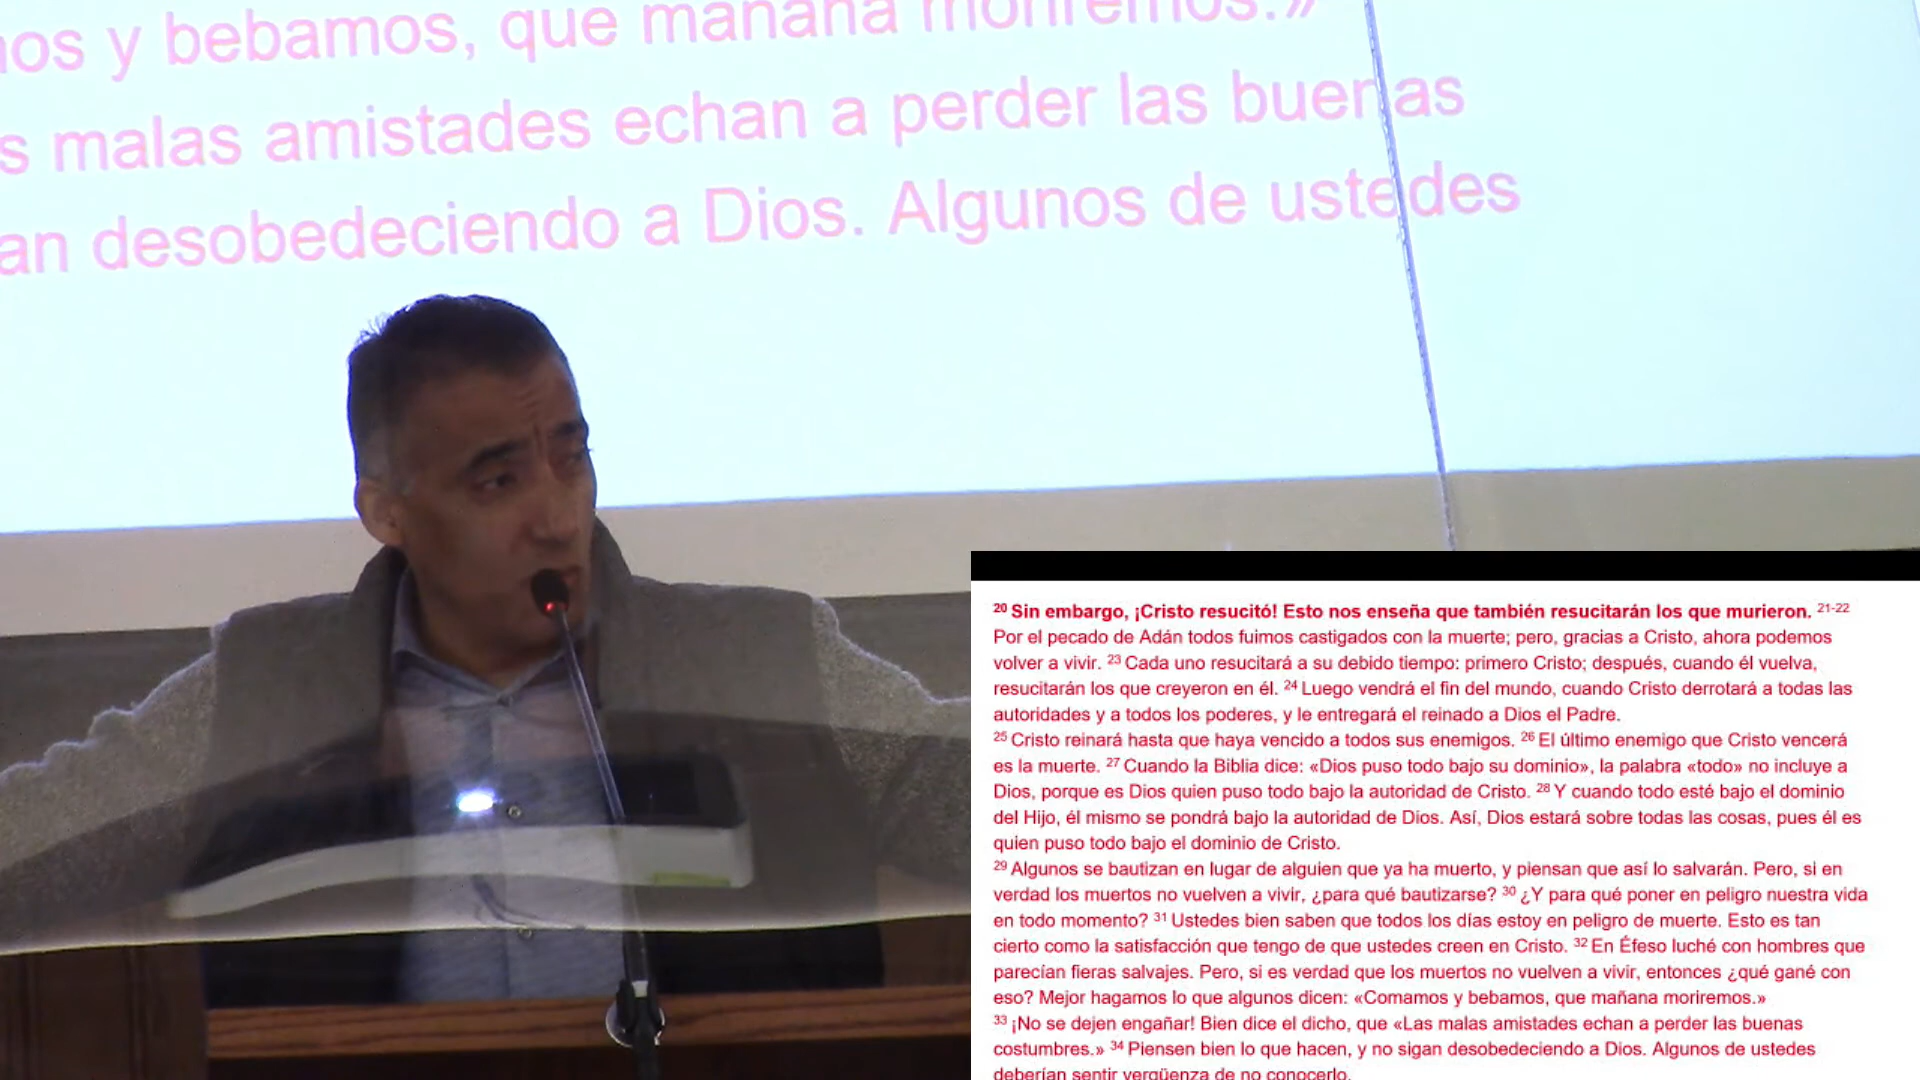 y bebamos, que mañana moriremos.»
malas amistades echan a perder las buenas
desobedeciendo a Dios. Algunos de ustedes
20 Sin embargo, ¡Cristo resucitó! Esto nos enseña que también resucitarán los que murieron. 21-22
Por el pecado de Adán todos fuimos castigados con la muerte; pero, gracias a Cristo, ahora podemos
volver a vivir. 23 Cada uno resucitará a su debido tiempo: primero Cristo; después, cuando él vuelva,
resucitarán los que creyeron en él. 24 Luego vendrá el fin del mundo, cuando Cristo derrotará a todas las
autoridades y a todos los poderes, y le entregará el reinado a Dios el Padre.
25 Cristo reinará hasta que haya vencido a todos sus enemigos. 26 El último enemigo que Cristo vencerá
es la muerte. 27 Cuando la Biblia dice: «Dios puso todo bajo su dominio», la palabra «todo» no incluye a
Dios, porque es Dios quien puso todo bajo la autoridad de Cristo. 28 Y cuando todo esté bajo el dominio
del Hijo, él mismo se pondrá bajo la autoridad de Dios. Así, Dios estará sobre todas las cosas, pues él es
quien puso todo bajo el dominio de Cristo.
29 Algunos se bautizan en lugar de alguien que ya ha muerto, y piensan que así lo salvarán. Pero, si en
verdad los muertos no vuelven a vivir, ¿para qué bautizarse? 30 ¿Y para qué poner en peligro nuestra vida
en todo momento? 31 Ustedes bien saben que todos los días estoy en peligro de muerte. Esto es tan
cierto como la satisfacción que tengo de que ustedes creen en Cristo. 32 En Éfeso luché con hombres que
parecían fieras salvajes. Pero, si es verdad que los muertos no vuelven a vivir, entonces ¿qué gané con
eso? Mejor hagamos lo que algunos dicen: «Comamos y bebamos, que mañana moriremos.»
33 ¡No se dejen engañar! Bien dice el dicho, que «Las malas amistades echan a perder las buenas
costumbres.» 34 Piensen bien lo que hacen, y no sigan desobedeciendo a Dios. Algunos de ustedes
deberían sentir vergüenza de no conocerlo.